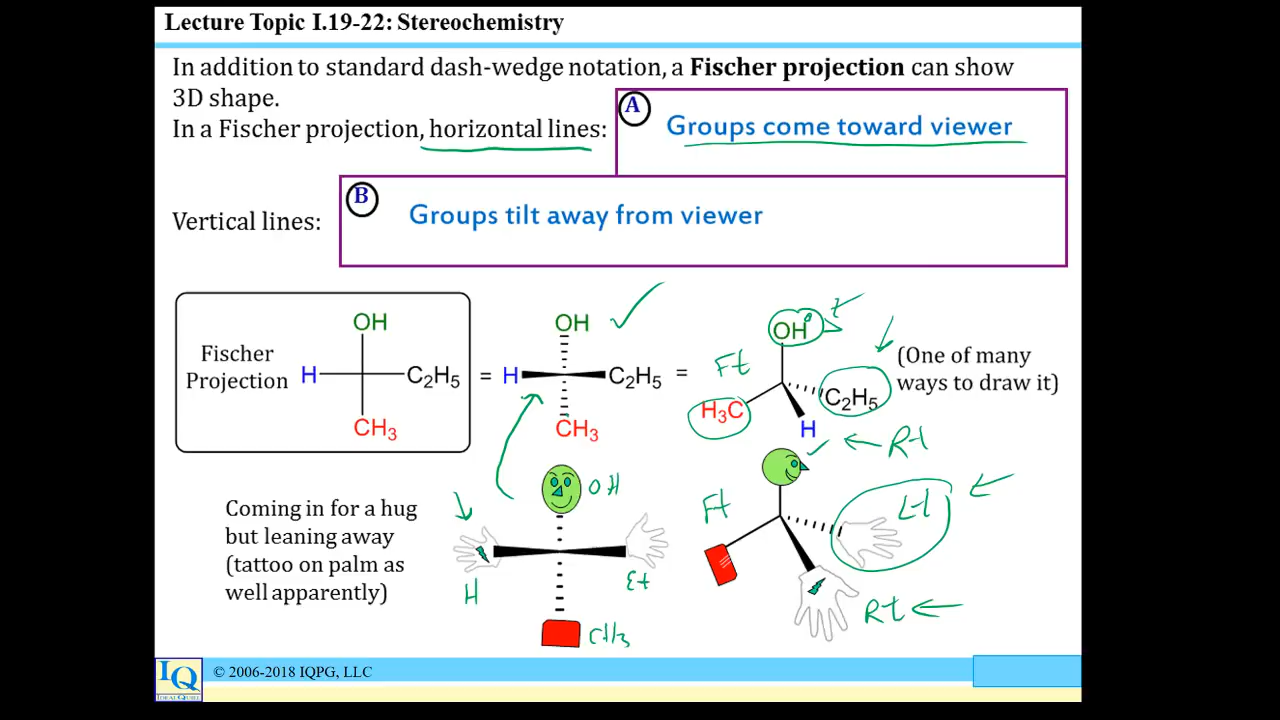 Lecture Topic I.19-22: Stereochemistry
In addition to standard dash-wedge notation, a Fischer projection can show
3D shape.
In a Fischer projection, horizontal lines:
A
Groups come toward viewer
Vertical lines:
B
Groups tilt away from viewer
Fischer
Projection
OH
H
C₂H₅
CH₃
=
OH
H
C₂H₅
CH₃
=
OH
Ft
H₃C
C₂H₅
H
(One of many
ways to draw it)
Rt
Coming in for a hug
but leaning away
(tattoo on palm as
well apparently)
OH
H
Et
CH₃
Ft
Lt
Rt
IQ
IDEAL QUILL
© 2006-2018 IQPG, LLC